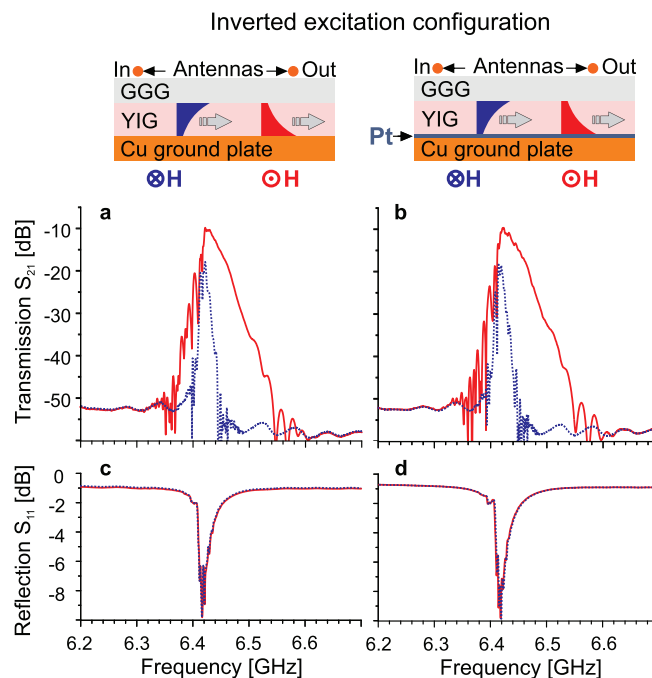 Inverted excitation configuration
In Antennas Out
In Antennas Out
GGG
GGG
YIG
YIG
Pt
Cu ground plate
Cu ground plate
⊗H ⊙H
⊗H ⊙H
a
b
Transmission S21 [dB]
-10
-20
-30
-40
-50
c
d
Reflection S11 [dB]
0
-2
-4
-6
-8
6.2 6.3 6.4 6.5 6.6
6.2 6.3 6.4 6.5 6.6
Frequency [GHz]
Frequency [GHz]